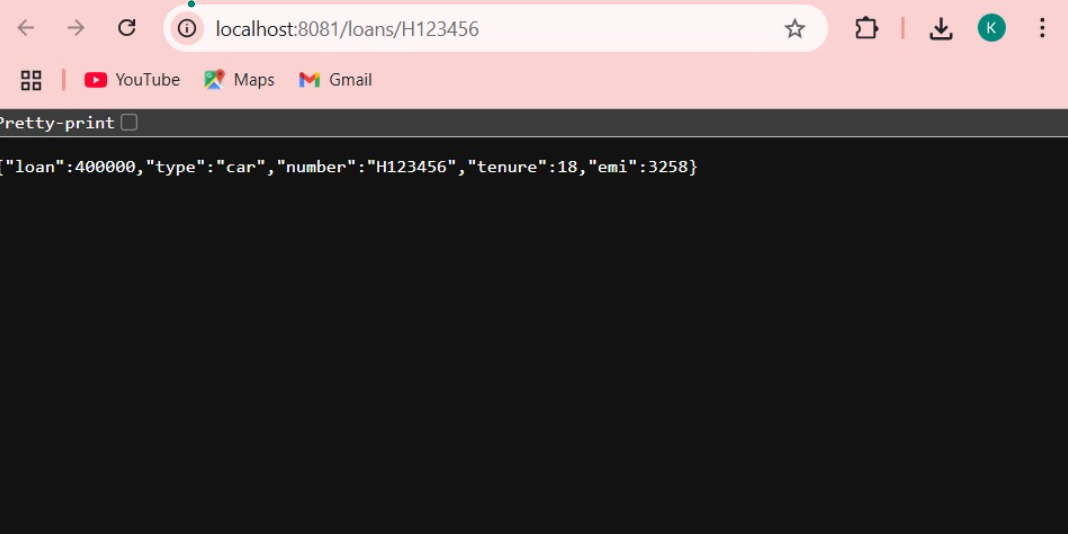 localhost:8081/loans/H123456
K
YouTube Maps Gmail
Pretty-print
{"loan":400000,"type":"car","number":"H123456","tenure":18,"emi":3258}